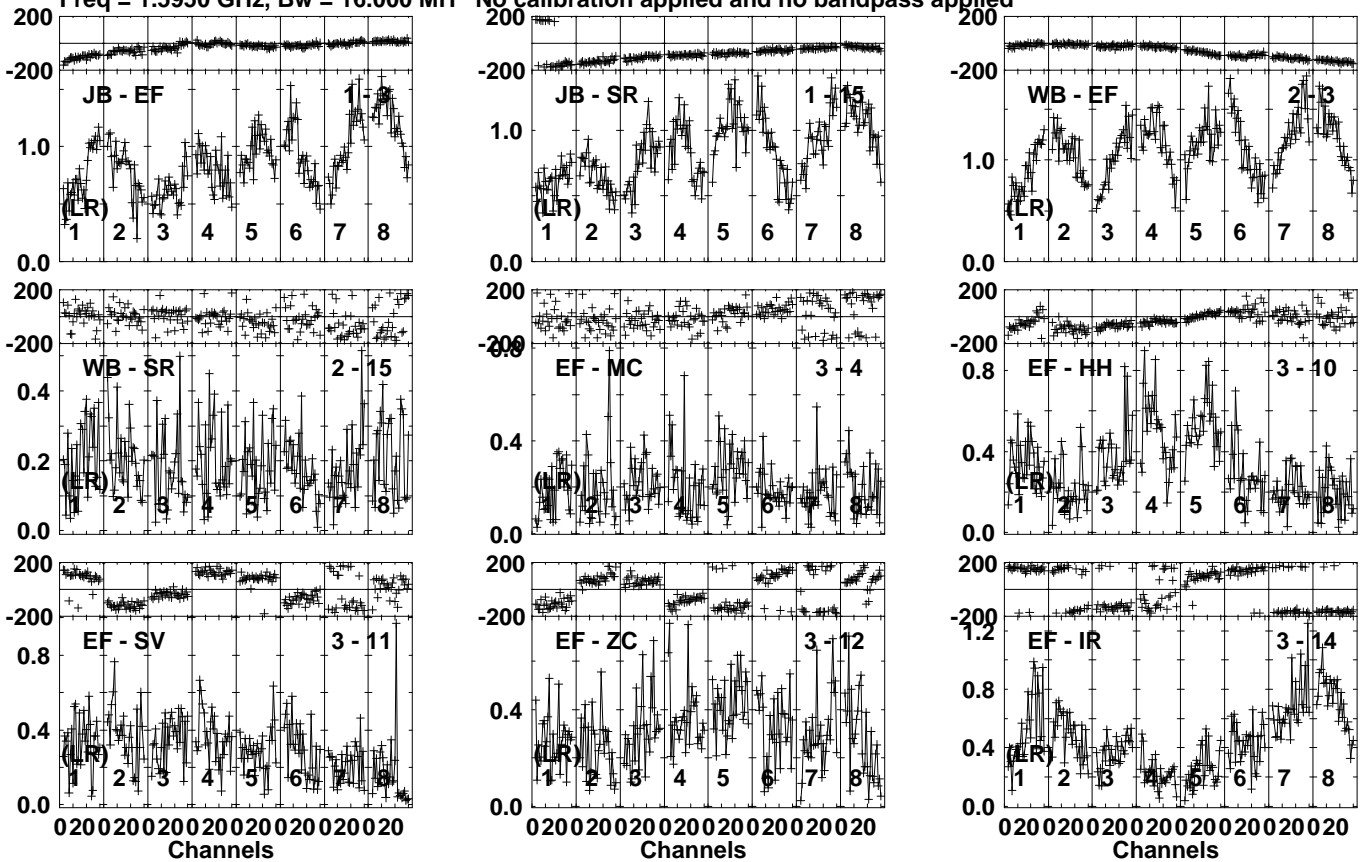 Freq = 1.5950 GHz, Bw = 16.000 MH No calibration applied and no bandpass applied
200 200 200
-200 -200 -200
JB - EF 1 - 3 JB - SR 1 - 15 WB - EF 2 - 3
1.0 1.0 1.0
(LR) (LR) (LR)
1 2 3 4 5 6 7 8 1 2 3 4 5 6 7 8 1 2 3 4 5 6 7 8
0.0 0.0 0.0
200 200 200
-200 -200 -200
0.8
WB - SR 2 - 15 EF - MC 3 - 4 EF - HH 3 - 10
0.8
0.4 0.4 0.4
0.2
(LR) (LR) (LR)
1 2 3 4 5 6 7 8 1 2 3 4 5 6 7 8 1 2 3 4 5 6 7 8
0.0 0.0 0.0
200 200 200
-200 -200 -200
EF - SV 3 - 11 EF - ZC 3 - 12 EF - IR 3 - 14
1.2
0.8 0.8
0.4 0.4 0.4
(LR) (LR) (LR)
1 2 3 4 5 6 7 8 1 2 3 4 5 6 7 8 1 2 3 4 5 6 7 8
0.0 0.0 0.0
0 20 0 20 0 20 0 20 0 20 0 20 0 20 0 20 0 20 0 20 0 20 0 20 0 20 0 20 0 20 0 20 0 20 0 20 0 20 0 20 0 20 0 20 0 20 0 20
Channels Channels Channels